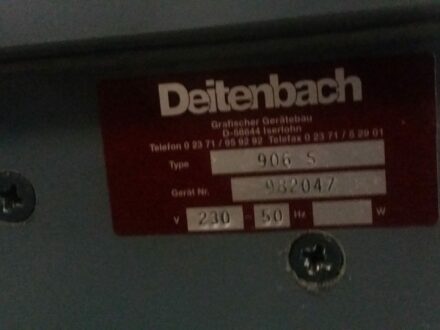 Deitenbach
Grafischer Gerätebau
D-58644 Iserlohn
Telefon 0 23 71 / 95 92 92 Telefax 0 23 71 / 5 29 01
Type 906 S
Gerät Nr. 982047
V 230 ~ 50 Hz W